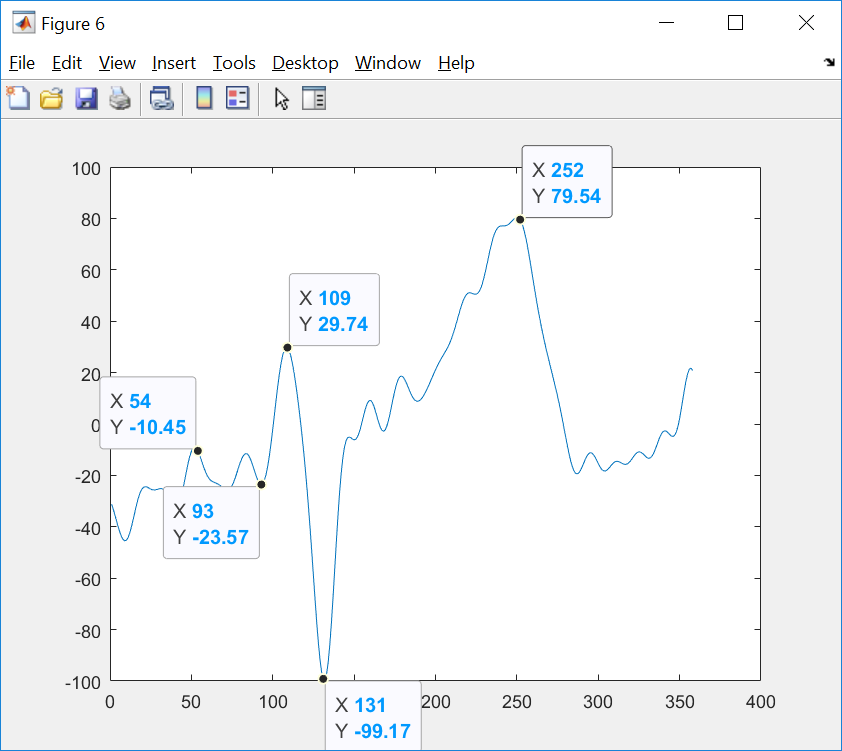 Figure 6
File Edit View Insert Tools Desktop Window Help
X 252
Y 79.54
X 109
Y 29.74
X 54
Y -10.45
X 93
Y -23.57
X 131
Y -99.17
100
80
60
40
20
0
-20
-40
-60
-80
-100
0 50 100 200 250 300 350 400